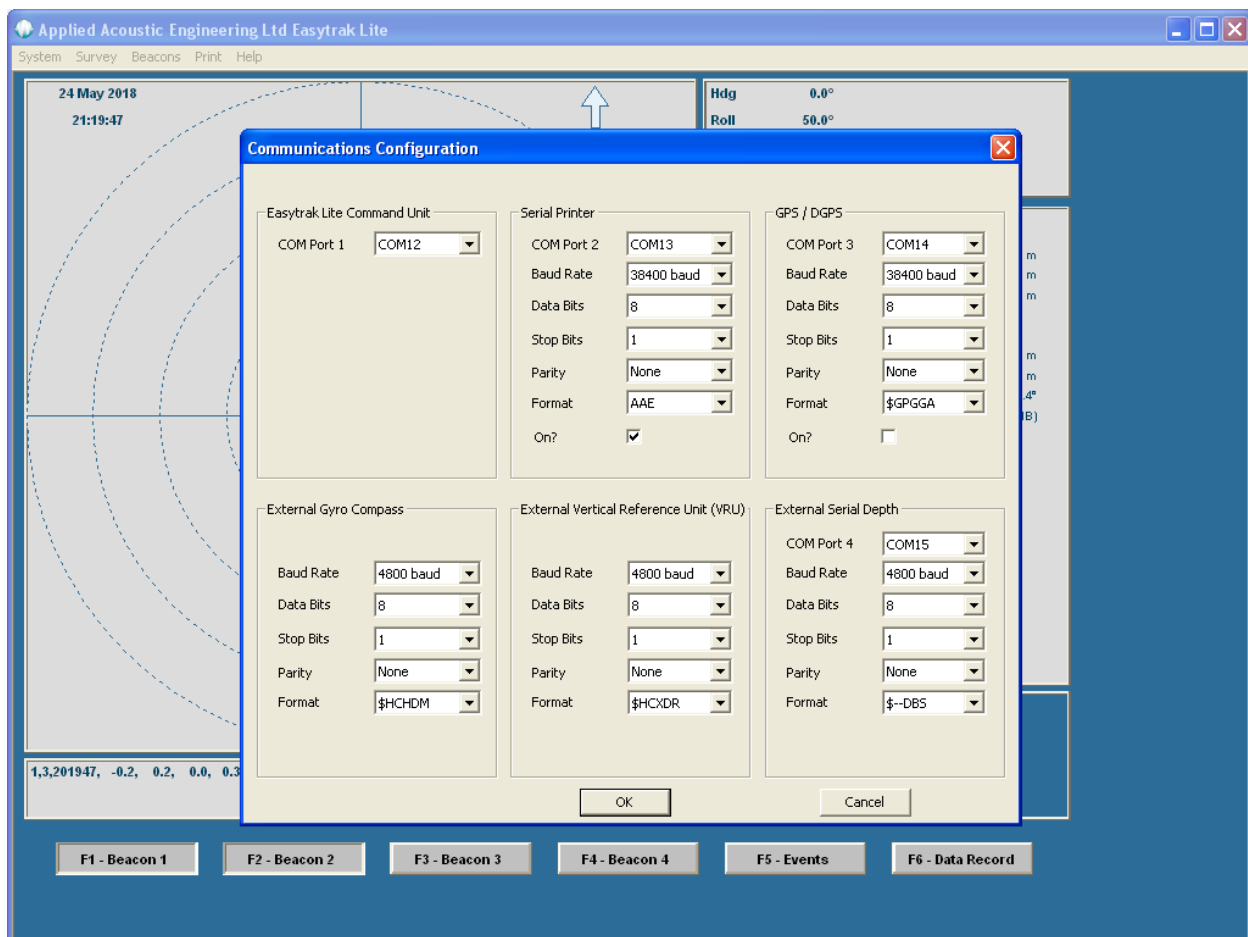 Applied Acoustic Engineering Ltd Easytrak Lite
System Survey Beacons Print Help
24 May 2018
21:19:47
Hdg 0.0°
Roll 50.0°
Communications Configuration
Easytrak Lite Command Unit
COM Port 1 COM12
Serial Printer
COM Port 2 COM13
Baud Rate 38400 baud
Data Bits 8
Stop Bits 1
Parity None
Format AAE
On?
GPS / DGPS
COM Port 3 COM14
Baud Rate 38400 baud
Data Bits 8
Stop Bits 1
Parity None
Format $GPGGA
On?
m
m
m
m
m
.4°
IB)
External Gyro Compass
Baud Rate 4800 baud
Data Bits 8
Stop Bits 1
Parity None
Format $HCHDM
External Vertical Reference Unit (VRU)
Baud Rate 4800 baud
Data Bits 8
Stop Bits 1
Parity None
Format $HCXDR
External Serial Depth
COM Port 4 COM15
Baud Rate 4800 baud
Data Bits 8
Stop Bits 1
Parity None
Format $--DBS
1,3,201947, -0.2, 0.2, 0.0, 0.3
OK Cancel
F1 - Beacon 1 F2 - Beacon 2 F3 - Beacon 3 F4 - Beacon 4 F5 - Events F6 - Data Record